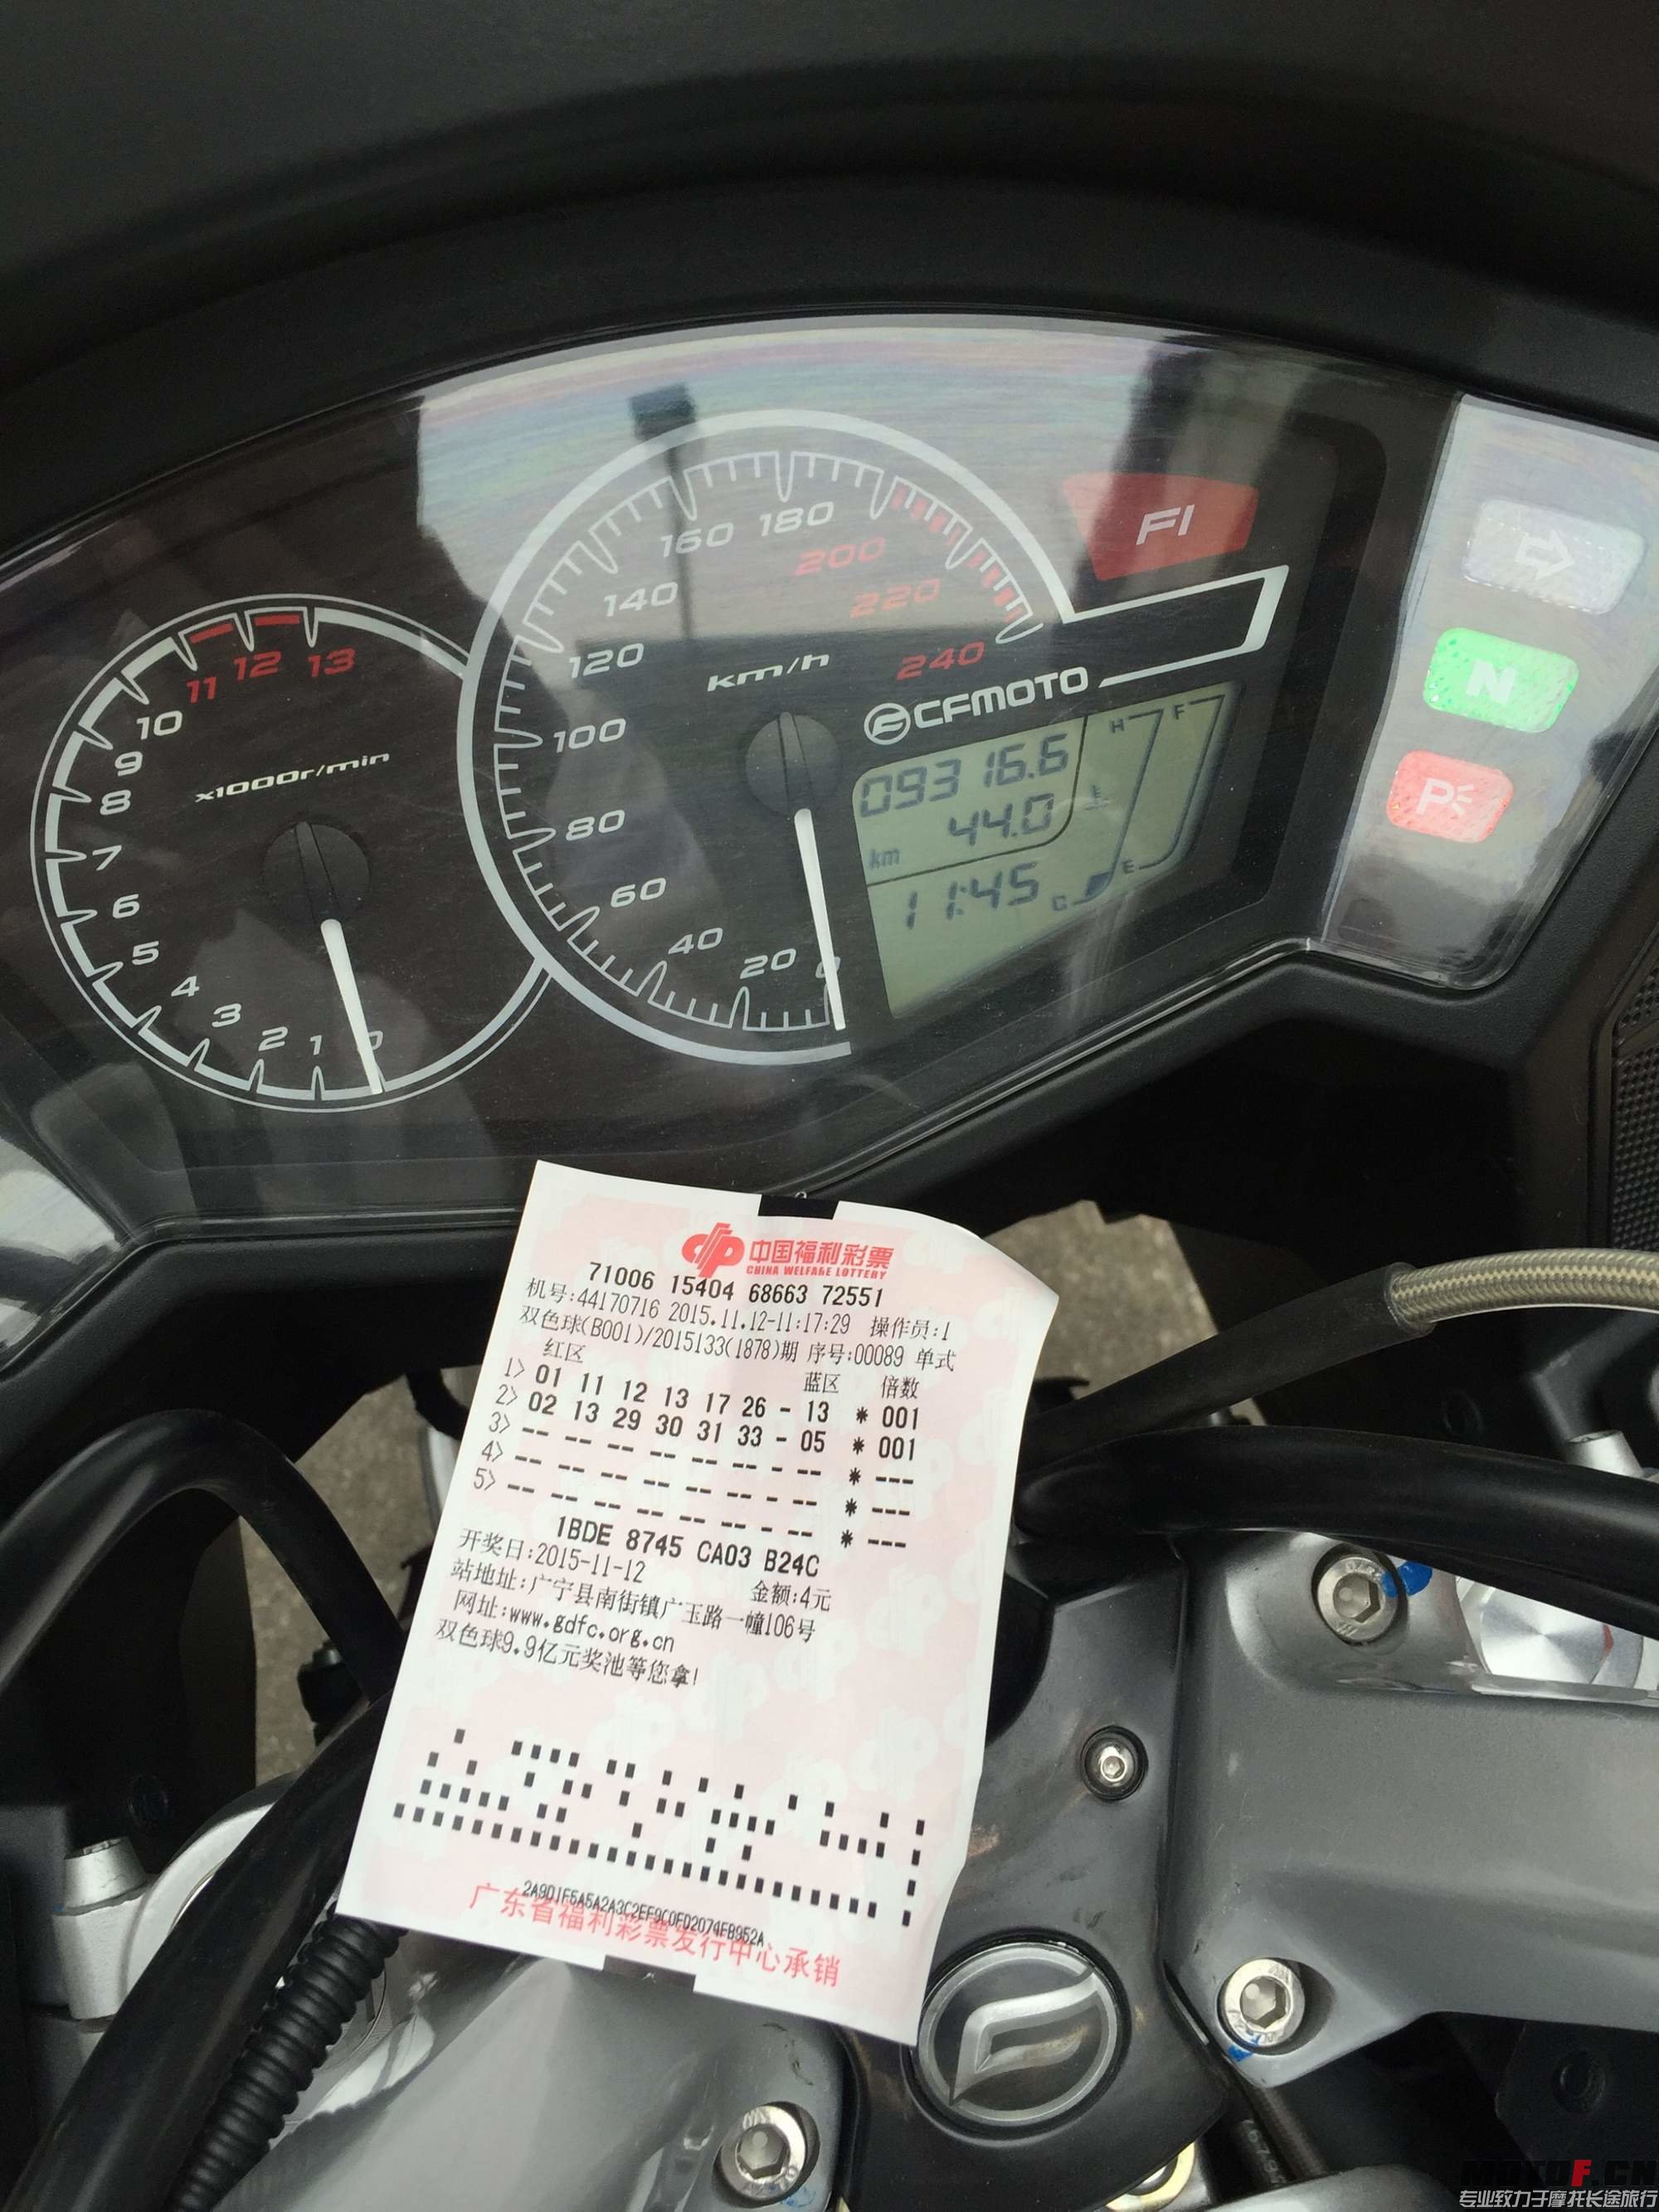 13
12
11
10
9
8
7
6
5
4
3
2
1
0
x1000r/min
180
160
200
140
220
120
240
km/h
100
80
60
40
20
0
FI
CFMOTO
N
P
H
F
09316.6
44.0
km
E
11:45
C
中国福利彩票
CHINA WELFARE LOTTERY
71006 15404 68663 72551
机号:44170716 2015.11.12-11:17:29 操作员:1
双色球(B001)/2015133(1878)期 序号:00089 单式
红区 蓝区 倍数
1> 01 11 12 13 17 26 - 13 * 001
2> 02 13 29 30 31 33 - 05 * 001
3> -- -- -- -- -- -- - -- * ---
4> -- -- -- -- -- -- - -- * ---
5> -- -- -- -- -- -- - -- * ---
1BDE 8745 CA03 B24C
开奖日:2015-11-12 金额:4元
站地址:广宁县南街镇广玉路一幢106号
网址:www.gdfc.org.cn
双色球9.9亿元奖池等您拿!
广东省福利彩票发行中心承销
MOTOF.CN
专业致力于摩托长途旅行